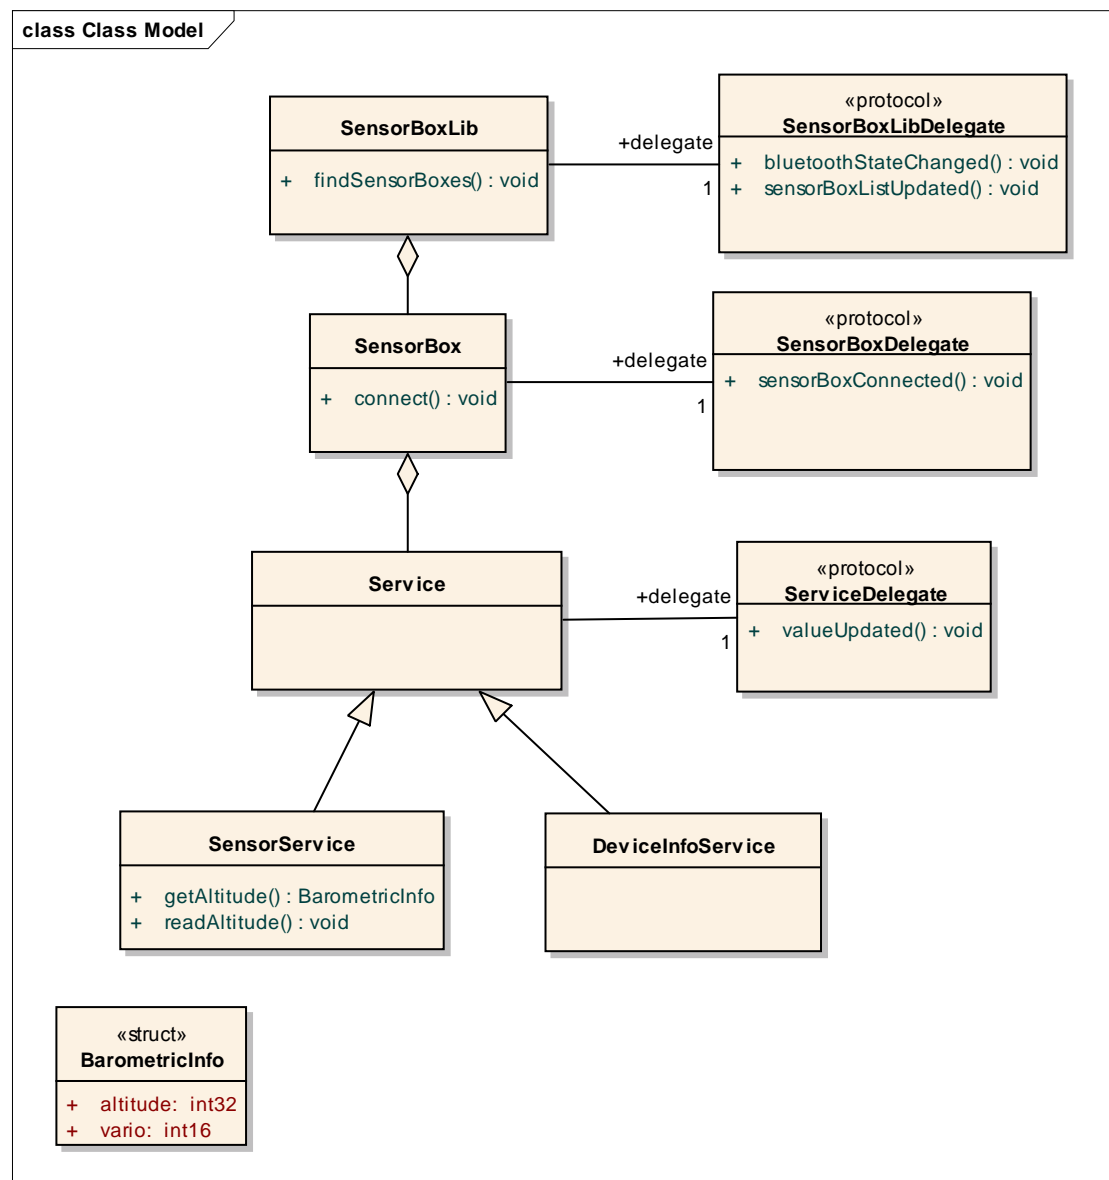 class Class Model
SensorBoxLib
+ findSensorBoxes() : void
+delegate
1
«protocol»
SensorBoxLibDelegate
+ bluetoothStateChanged() : void
+ sensorBoxListUpdated() : void
SensorBox
+ connect() : void
+delegate
1
«protocol»
SensorBoxDelegate
+ sensorBoxConnected() : void
Service
+delegate
1
«protocol»
ServiceDelegate
+ valueUpdated() : void
SensorService
+ getAltitude() : BarometricInfo
+ readAltitude() : void
DeviceInfoService
«struct»
BarometricInfo
+ altitude: int32
+ vario: int16